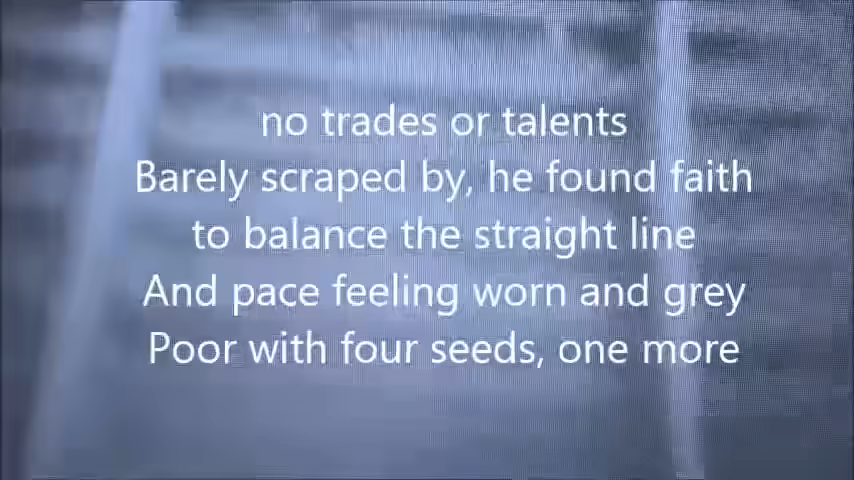 no trades or talents
Barely scraped by, he found faith
to balance the straight line
And pace feeling worn and grey
Poor with four seeds, one more